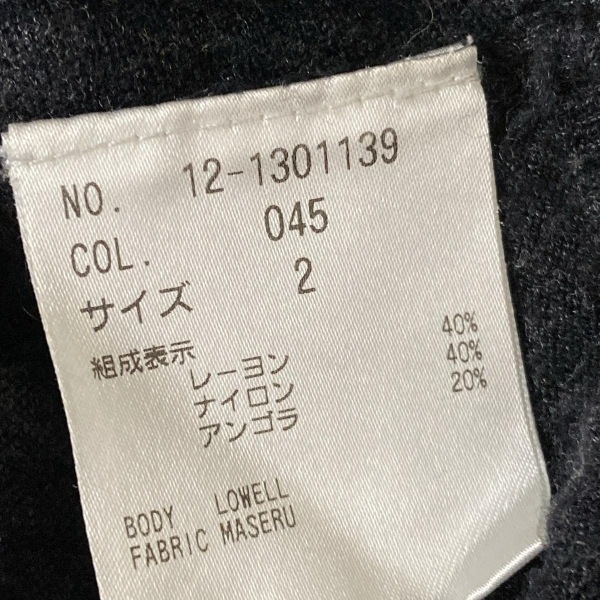 NO. 12-1301139
COL. 045
サイズ 2
組成表示
レーヨン 40%
ナイロン 40%
アンゴラ 20%
BODY LOWELL
FABRIC MASERU